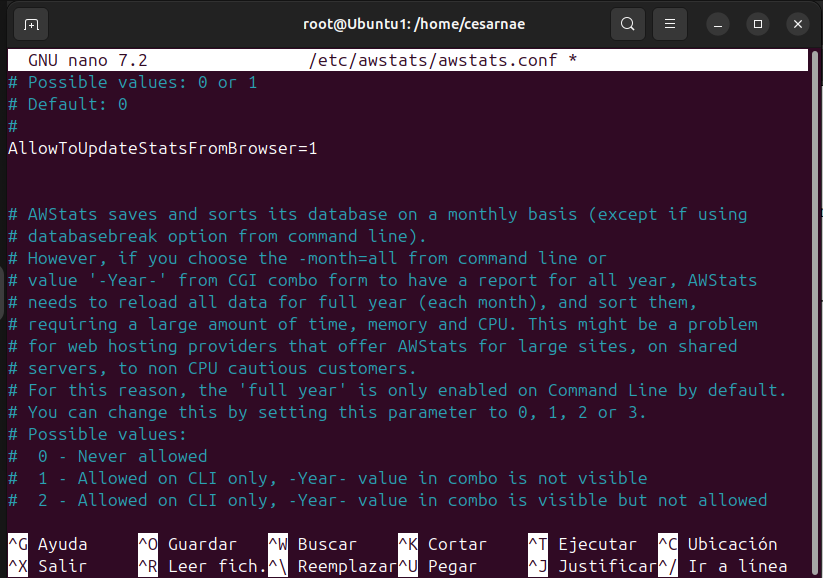 root@Ubuntu1: /home/cesarnae
GNU nano 7.2 /etc/awstats/awstats.conf *
# Possible values: 0 or 1
# Default: 0
#
AllowToUpdateStatsFromBrowser=1
# AWStats saves and sorts its database on a monthly basis (except if using
# databasebreak option from command line).
# However, if you choose the -month=all from command line or
# value '-Year-' from CGI combo form to have a report for all year, AWStats
# needs to reload all data for full year (each month), and sort them,
# requiring a large amount of time, memory and CPU. This might be a problem
# for web hosting providers that offer AWStats for large sites, on shared
# servers, to non CPU cautious customers.
# For this reason, the 'full year' is only enabled on Command Line by default.
# You can change this by setting this parameter to 0, 1, 2 or 3.
# Possible values:
#  0 - Never allowed
#  1 - Allowed on CLI only, -Year- value in combo is not visible
#  2 - Allowed on CLI only, -Year- value in combo is visible but not allowed
^G Ayuda ^O Guardar ^W Buscar ^K Cortar ^T Ejecutar ^C Ubicación
^X Salir ^R Leer fich. ^\ Reemplazar ^U Pegar ^J Justificar ^/ Ir a línea